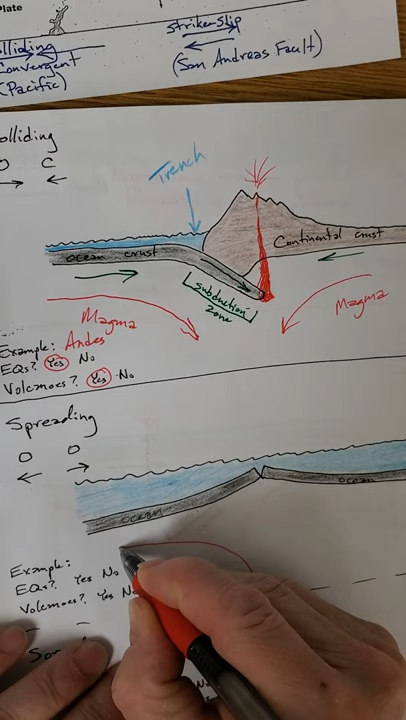 Plate
olliding
Convergent
(Pacific)
strike-slip
(San Andreas Fault)
olliding
O C
Trench
ocean crust
Continental crust
Subduction
zone
Magma
Magma
Example: Andes
EQs? Yes No
Volcanoes? Yes No
Spreading
O O
ocean
ocean
Example:
EQs? Yes No
Volcanoes? Yes No